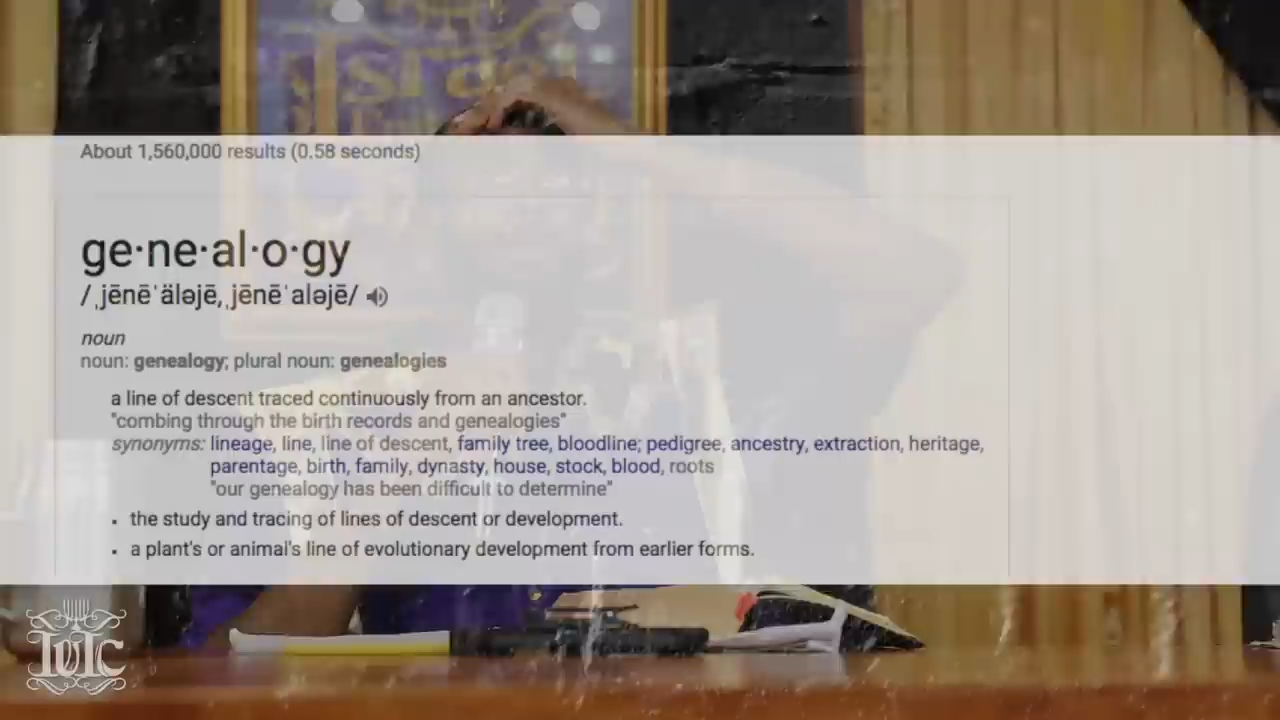 Israel
About 1,560,000 results (0.58 seconds)
ge·ne·al·o·gy
/ˌjēnēˈäləjē,ˌjēnēˈaləjē/
noun
noun: genealogy; plural noun: genealogies
a line of descent traced continuously from an ancestor.
"combing through the birth records and genealogies"
synonyms: lineage, line, line of descent, family tree, bloodline; pedigree, ancestry, extraction, heritage,
parentage, birth, family, dynasty, house, stock, blood, roots
"our genealogy has been difficult to determine"
• the study and tracing of lines of descent or development.
• a plant's or animal's line of evolutionary development from earlier forms.
IUIC